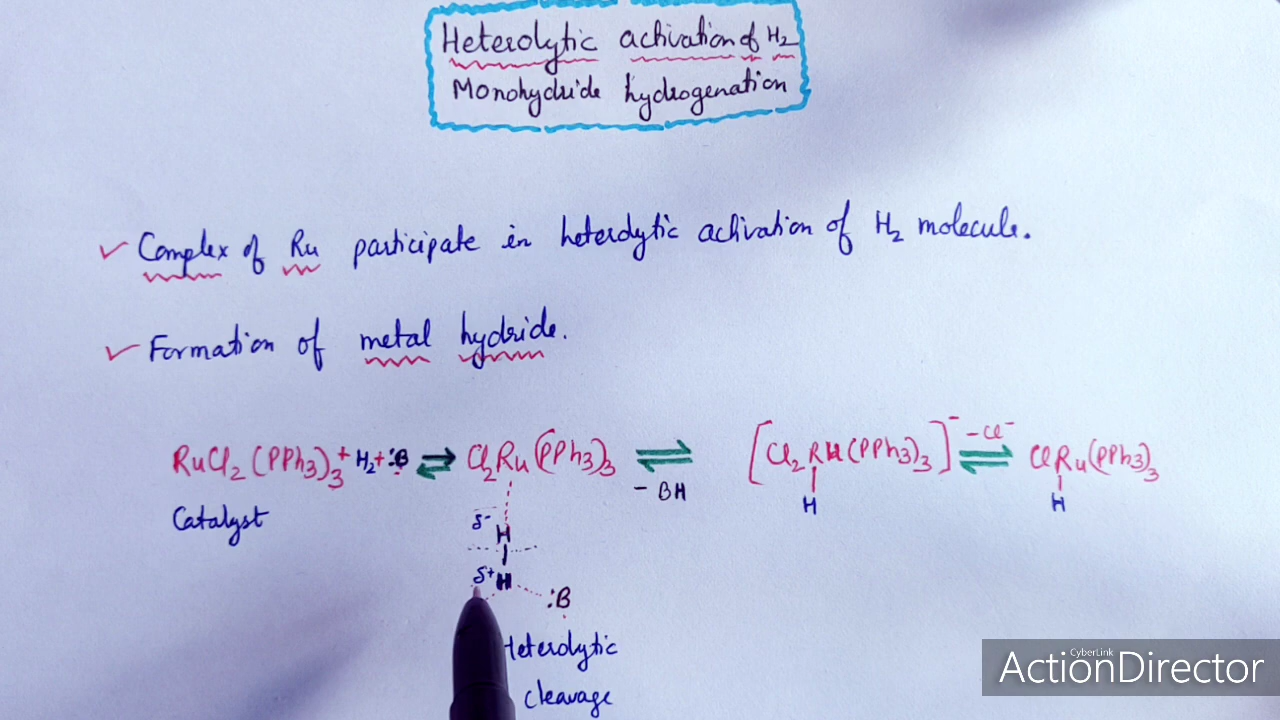 Heterolytic activation of H₂
Monohydride hydrogenation
✓ Complex of Ru participate in heterolytic activation of H₂ molecule.
✓ Formation of metal hydride.
RuCl₂(PPh₃)₃ + H₂ + :B ⇌ Cl₂Ru(PPh₃)₃ ⇌ [Cl₂Ru(PPh₃)₃]⁻ -Cl⁻ ⇌ ClRu(PPh₃)₃
- BH
Catalyst
H
H
δ⁻ H
δ⁺ H
:B
Heterolytic
cleavage
CyberLink
ActionDirector